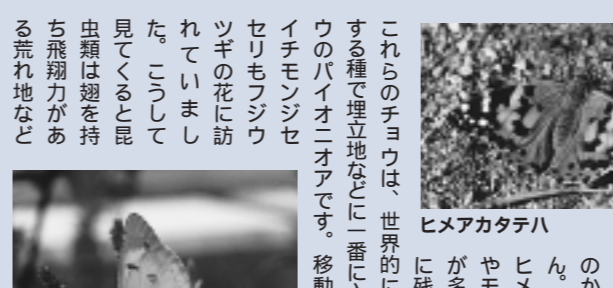 ヒメアカタテハ
のか
ん。
ヒメ
やモ
が多
に残
これらのチョウは、世界的に
する種で埋立地などに一番に
ウのパイオニオアです。移動
イチモンジセ
セリもフジウ
ツギの花に訪
れていまし
た。こうして
見てくると昆
虫類は翅を持
ち飛翔力があ
る荒れ地など